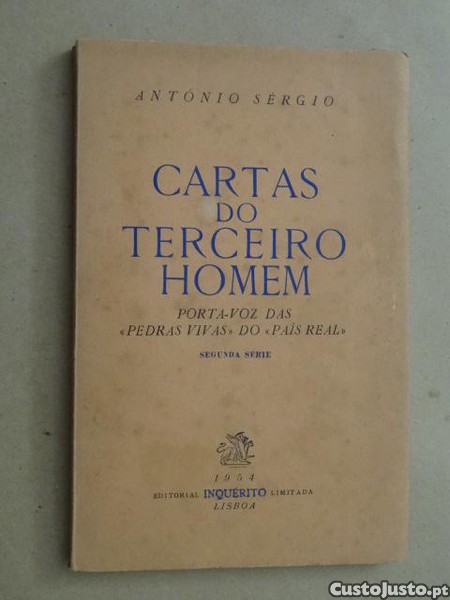 ANTÓNIO SÉRGIO
CARTAS
DO
TERCEIRO
HOMEM
PORTA-VOZ DAS
«PEDRAS VIVAS» DO «PAÍS REAL»
SEGUNDA SÉRIE
1954
EDITORIAL INQUÉRITO LIMITADA
LISBOA
CustoJusto.pt